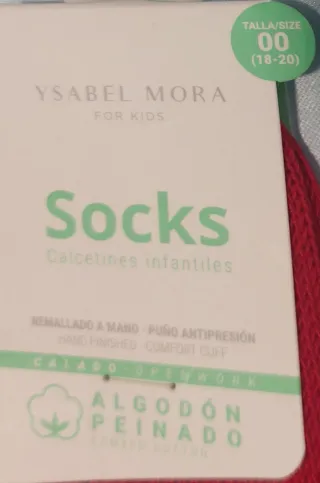 TALLA/SIZE
00
(18-20)
YSABEL MORA
FOR KIDS
Socks
Calcetines infantiles
REMALLADO A MANO - PUÑO ANTIPRESIÓN
HAND FINISHED - COMFORT CUFF
CALADO OPENWORK
ALGODÓN
PEINADO
COMBED COTTON